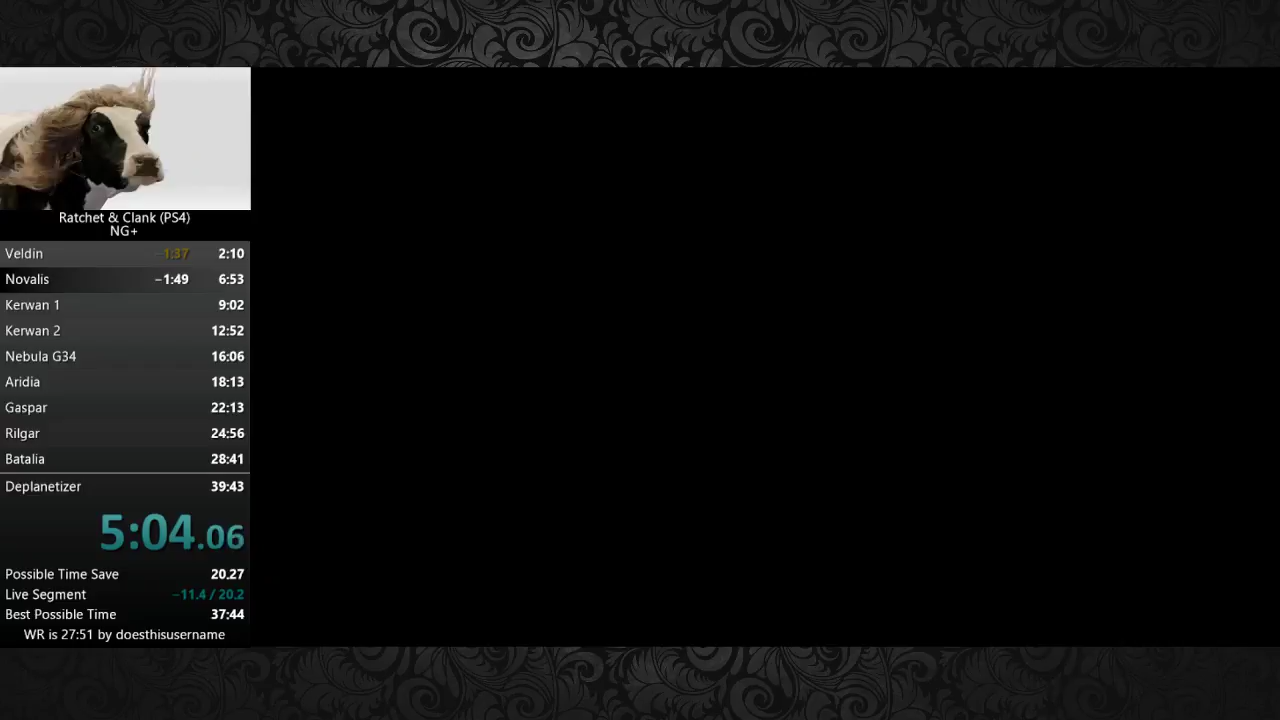 Ratchet & Clank (PS4)
NG+
Veldin −1:37 2:10
Novalis −1:49 6:53
Kerwan 1 9:02
Kerwan 2 12:52
Nebula G34 16:06
Aridia 18:13
Gaspar 22:13
Rilgar 24:56
Batalia 28:41
Deplanetizer 39:43
5:04.06
Possible Time Save 20.27
Live Segment −11.4 / 20.2
Best Possible Time 37:44
WR is 27:51 by doesthisusername